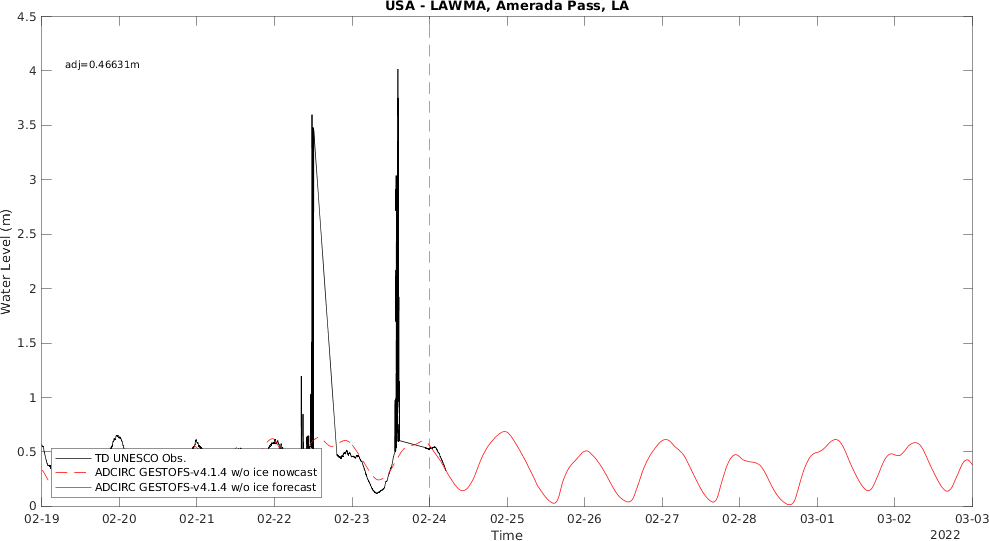 USA - LAWMA, Amerada Pass, LA
4.5
4
3.5
3
2.5
2
1.5
1
0.5
0
Water Level (m)
adj=0.46631m
TD UNESCO Obs.
ADCIRC GESTOFS-v4.1.4 w/o ice nowcast
ADCIRC GESTOFS-v4.1.4 w/o ice forecast
02-19 02-20 02-21 02-22 02-23 02-24 02-25 02-26 02-27 02-28 03-01 03-02 03-03
Time
2022